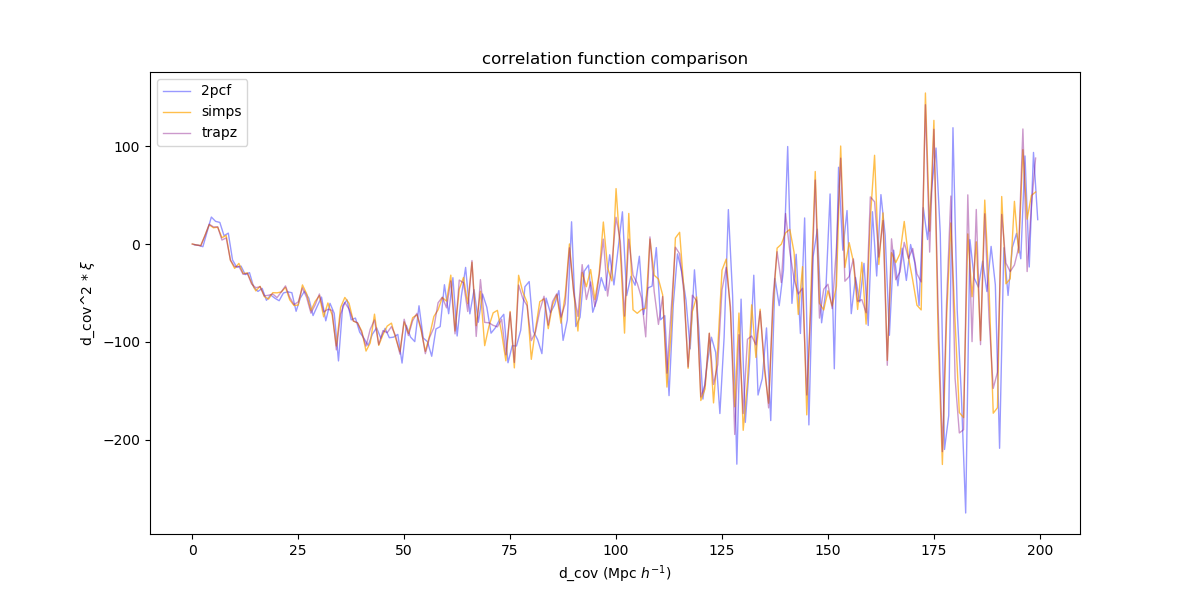 correlation function comparison
2pcf
simps
trapz
100
0
−100
−200
d_cov^2 * ξ
0 25 50 75 100 125 150 175 200
d_cov (Mpc h⁻¹)